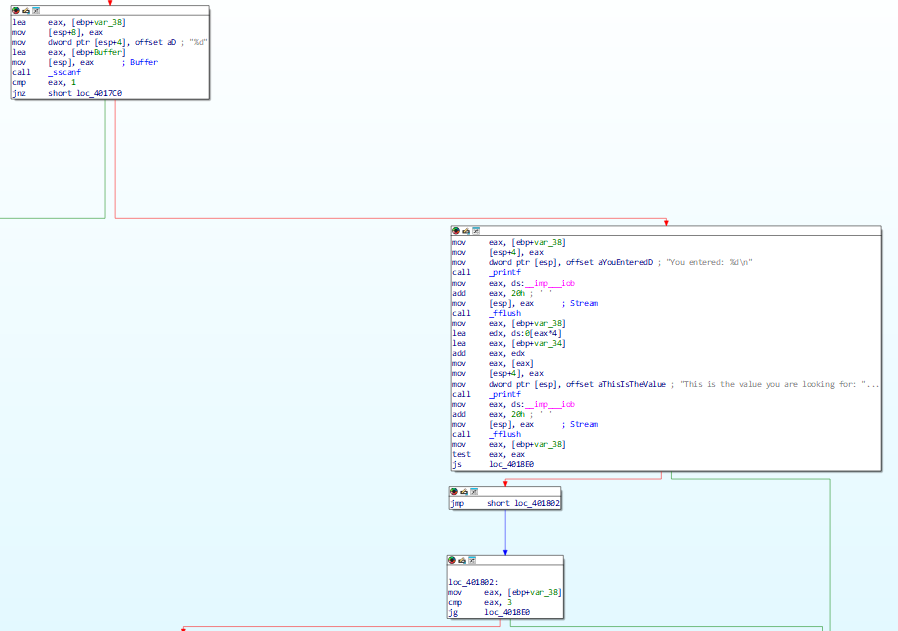 lea eax, [ebp+var_38]
mov [esp+8], eax
mov dword ptr [esp+4], offset aD ; "%d"
lea eax, [ebp+Buffer]
mov [esp], eax ; Buffer
call _sscanf
cmp eax, 1
jnz short loc_4017C0
mov eax, [ebp+var_38]
mov [esp+4], eax
mov dword ptr [esp], offset aYouEnteredD ; "You entered: %d\n"
call _printf
mov eax, ds:__imp___iob
add eax, 20h ; ' '
mov [esp], eax ; Stream
call _fflush
mov eax, [ebp+var_38]
lea edx, ds:0[eax*4]
lea eax, [ebp+var_34]
add eax, edx
mov eax, [eax]
mov [esp+4], eax
mov dword ptr [esp], offset aThisIsTheValue ; "This is the value you are looking for: "...
call _printf
mov eax, ds:__imp___iob
add eax, 20h ; ' '
mov [esp], eax ; Stream
call _fflush
mov eax, [ebp+var_38]
test eax, eax
js loc_4018E0
jmp short loc_401802
loc_401802:
mov eax, [ebp+var_38]
cmp eax, 3
jg loc_4018E0